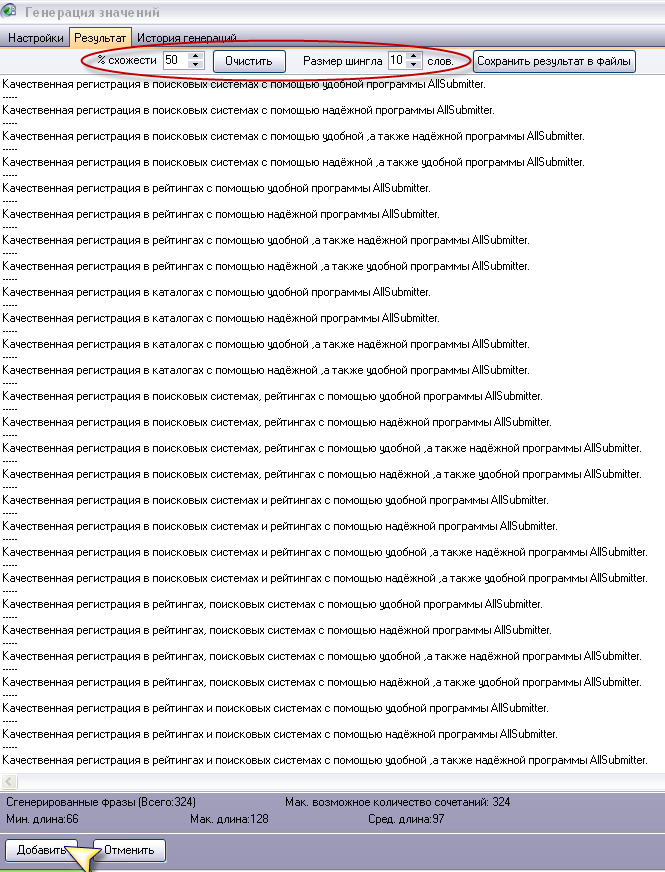 Генерация значений
Настройки Результат История генераций
% схожести 50 Очистить Размер шингла 10 слов. Сохранить результат в файлы
Качественная регистрация в поисковых системах с помощью удобной программы AllSubmitter.
-----
Качественная регистрация в поисковых системах с помощью надёжной программы AllSubmitter.
-----
Качественная регистрация в поисковых системах с помощью удобной ,а также надёжной программы AllSubmitter.
-----
Качественная регистрация в поисковых системах с помощью надёжной ,а также удобной программы AllSubmitter.
-----
Качественная регистрация в рейтингах с помощью удобной программы AllSubmitter.
-----
Качественная регистрация в рейтингах с помощью надёжной программы AllSubmitter.
-----
Качественная регистрация в рейтингах с помощью удобной ,а также надёжной программы AllSubmitter.
-----
Качественная регистрация в рейтингах с помощью надёжной ,а также удобной программы AllSubmitter.
-----
Качественная регистрация в каталогах с помощью удобной программы AllSubmitter.
-----
Качественная регистрация в каталогах с помощью надёжной программы AllSubmitter.
-----
Качественная регистрация в каталогах с помощью удобной ,а также надёжной программы AllSubmitter.
-----
Качественная регистрация в каталогах с помощью надёжной ,а также удобной программы AllSubmitter.
-----
Качественная регистрация в поисковых системах, рейтингах с помощью удобной программы AllSubmitter.
-----
Качественная регистрация в поисковых системах, рейтингах с помощью надёжной программы AllSubmitter.
-----
Качественная регистрация в поисковых системах, рейтингах с помощью удобной ,а также надёжной программы AllSubmitter.
-----
Качественная регистрация в поисковых системах, рейтингах с помощью надёжной ,а также удобной программы AllSubmitter.
-----
Качественная регистрация в поисковых системах и рейтингах с помощью удобной программы AllSubmitter.
-----
Качественная регистрация в поисковых системах и рейтингах с помощью надёжной программы AllSubmitter.
-----
Качественная регистрация в поисковых системах и рейтингах с помощью удобной ,а также надёжной программы AllSubmitter.
-----
Качественная регистрация в поисковых системах и рейтингах с помощью надёжной ,а также удобной программы AllSubmitter.
-----
Качественная регистрация в рейтингах, поисковых системах с помощью удобной программы AllSubmitter.
-----
Качественная регистрация в рейтингах, поисковых системах с помощью надёжной программы AllSubmitter.
-----
Качественная регистрация в рейтингах, поисковых системах с помощью удобной ,а также надёжной программы AllSubmitter.
-----
Качественная регистрация в рейтингах, поисковых системах с помощью надёжной ,а также удобной программы AllSubmitter.
-----
Качественная регистрация в рейтингах и поисковых системах с помощью удобной программы AllSubmitter.
-----
Качественная регистрация в рейтингах и поисковых системах с помощью надёжной программы AllSubmitter.
-----
Качественная регистрация в рейтингах и поисковых системах с помощью удобной ,а также надёжной программы AllSubmitter.
Сгенерированные фразы (Всего:324) Мак. возможное количество сочетаний: 324
Мин. длина:66 Мак. длина:128 Сред. длина:97
Добавить Отменить